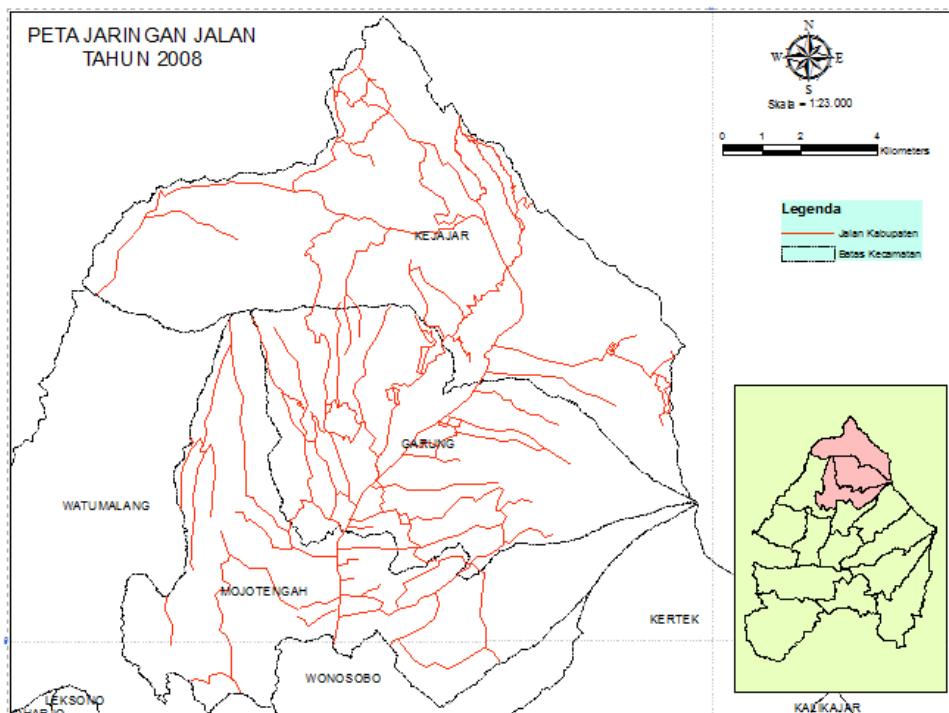 PETA JARINGAN JALAN
TAHUN 2008
N
W
E
S
Skala = 1:23.000
0 1 2 4
Kilometers
Legenda
Jalan Kabupaten
Batas Kecamatan
KEJAJAR
GARUNG
WATUMALANG
MOJOTENGAH
KERTEK
WONOSOBO
LEKSONO
KALIKAJAR